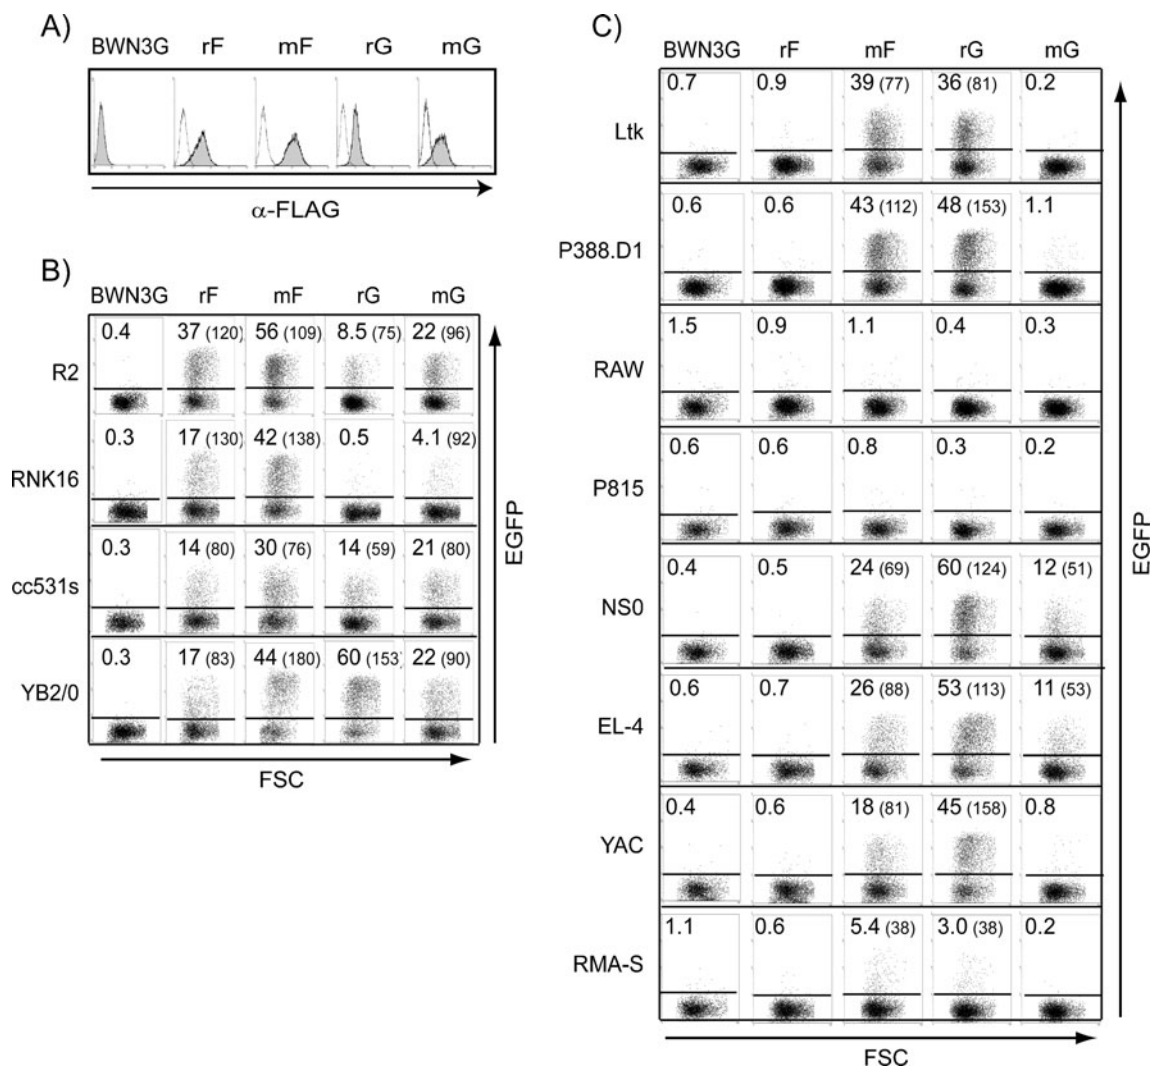 A)
BWN3G rF mF rG mG
α-FLAG
B)
BWN3G rF mF rG mG
R2 0.4 37 (120) 56 (109) 8.5 (75) 22 (96)
RNK16 0.3 17 (130) 42 (138) 0.5 4.1 (92)
cc531s 0.3 14 (80) 30 (76) 14 (59) 21 (80)
YB2/0 0.3 17 (83) 44 (180) 60 (153) 22 (90)
EGFP
FSC
C)
BWN3G rF mF rG mG
Ltk 0.7 0.9 39 (77) 36 (81) 0.2
P388.D1 0.6 0.6 43 (112) 48 (153) 1.1
RAW 1.5 0.9 1.1 0.4 0.3
P815 0.6 0.6 0.8 0.3 0.2
NS0 0.4 0.5 24 (69) 60 (124) 12 (51)
EL-4 0.6 0.7 26 (88) 53 (113) 11 (53)
YAC 0.4 0.6 18 (81) 45 (158) 0.8
RMA-S 1.1 0.6 5.4 (38) 3.0 (38) 0.2
EGFP
FSC